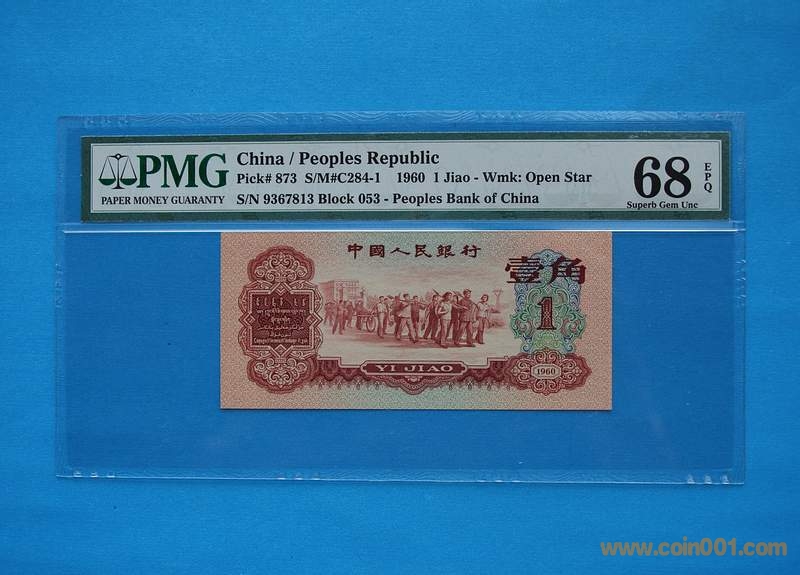 PMG
PAPER MONEY GUARANTY
China / Peoples Republic
Pick# 873 S/M#C284-1 1960 1 Jiao - Wmk: Open Star
S/N 9367813 Block 053 - Peoples Bank of China
68
EPQ
Superb Gem Unc
中國人民銀行
壹角
1
YI JIAO
1960
www.coin001.com